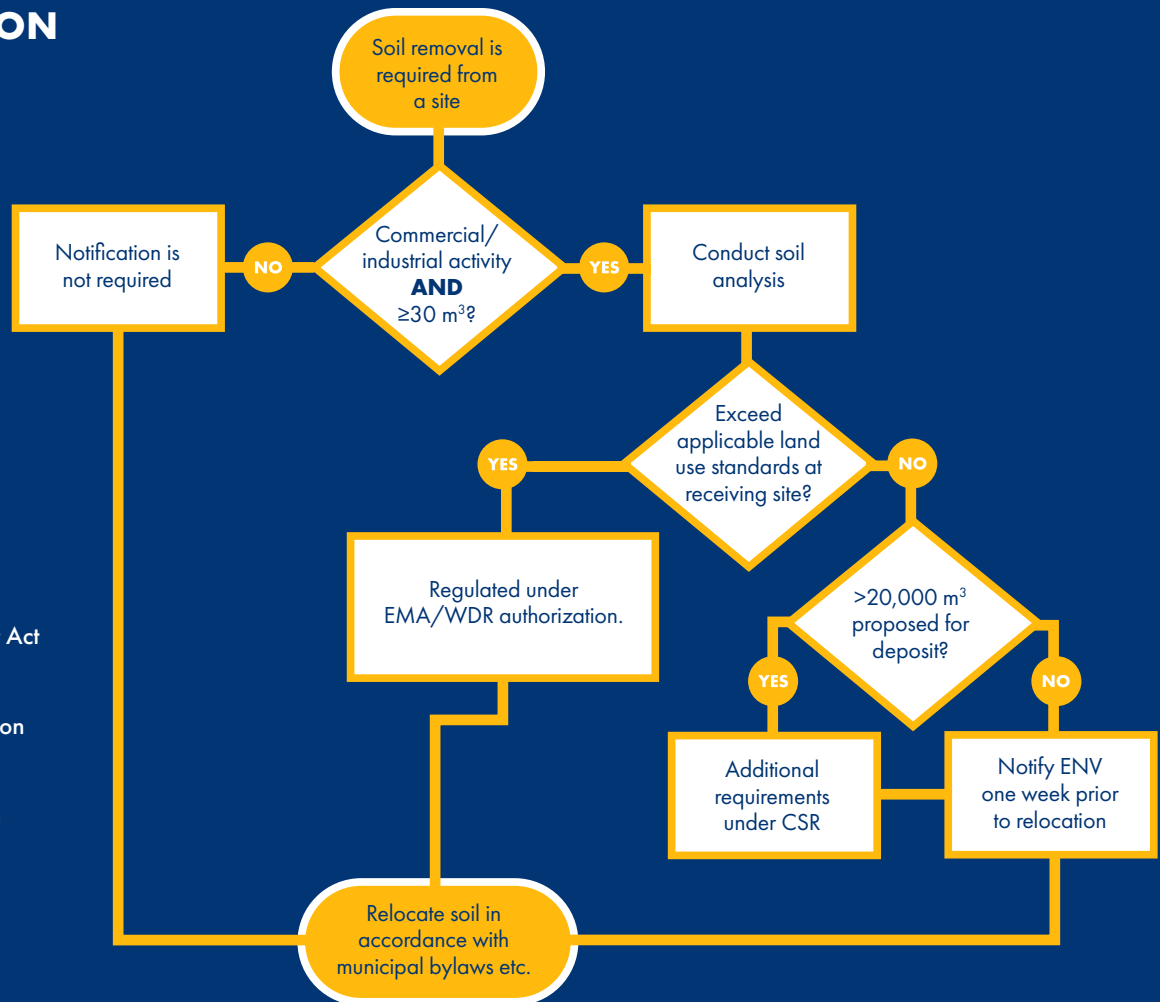 ON
Soil removal is
required from
a site
Commercial/
industrial activity
AND
≥30 m³?
NO
Notification is
not required
YES
Conduct soil
analysis
Exceed
applicable land
use standards at
receiving site?
YES
Regulated under
EMA/WDR authorization.
NO
>20,000 m³
proposed for
deposit?
YES
Additional
requirements
under CSR
NO
Notify ENV
one week prior
to relocation
Act
on
Relocate soil in
accordance with
municipal bylaws etc.